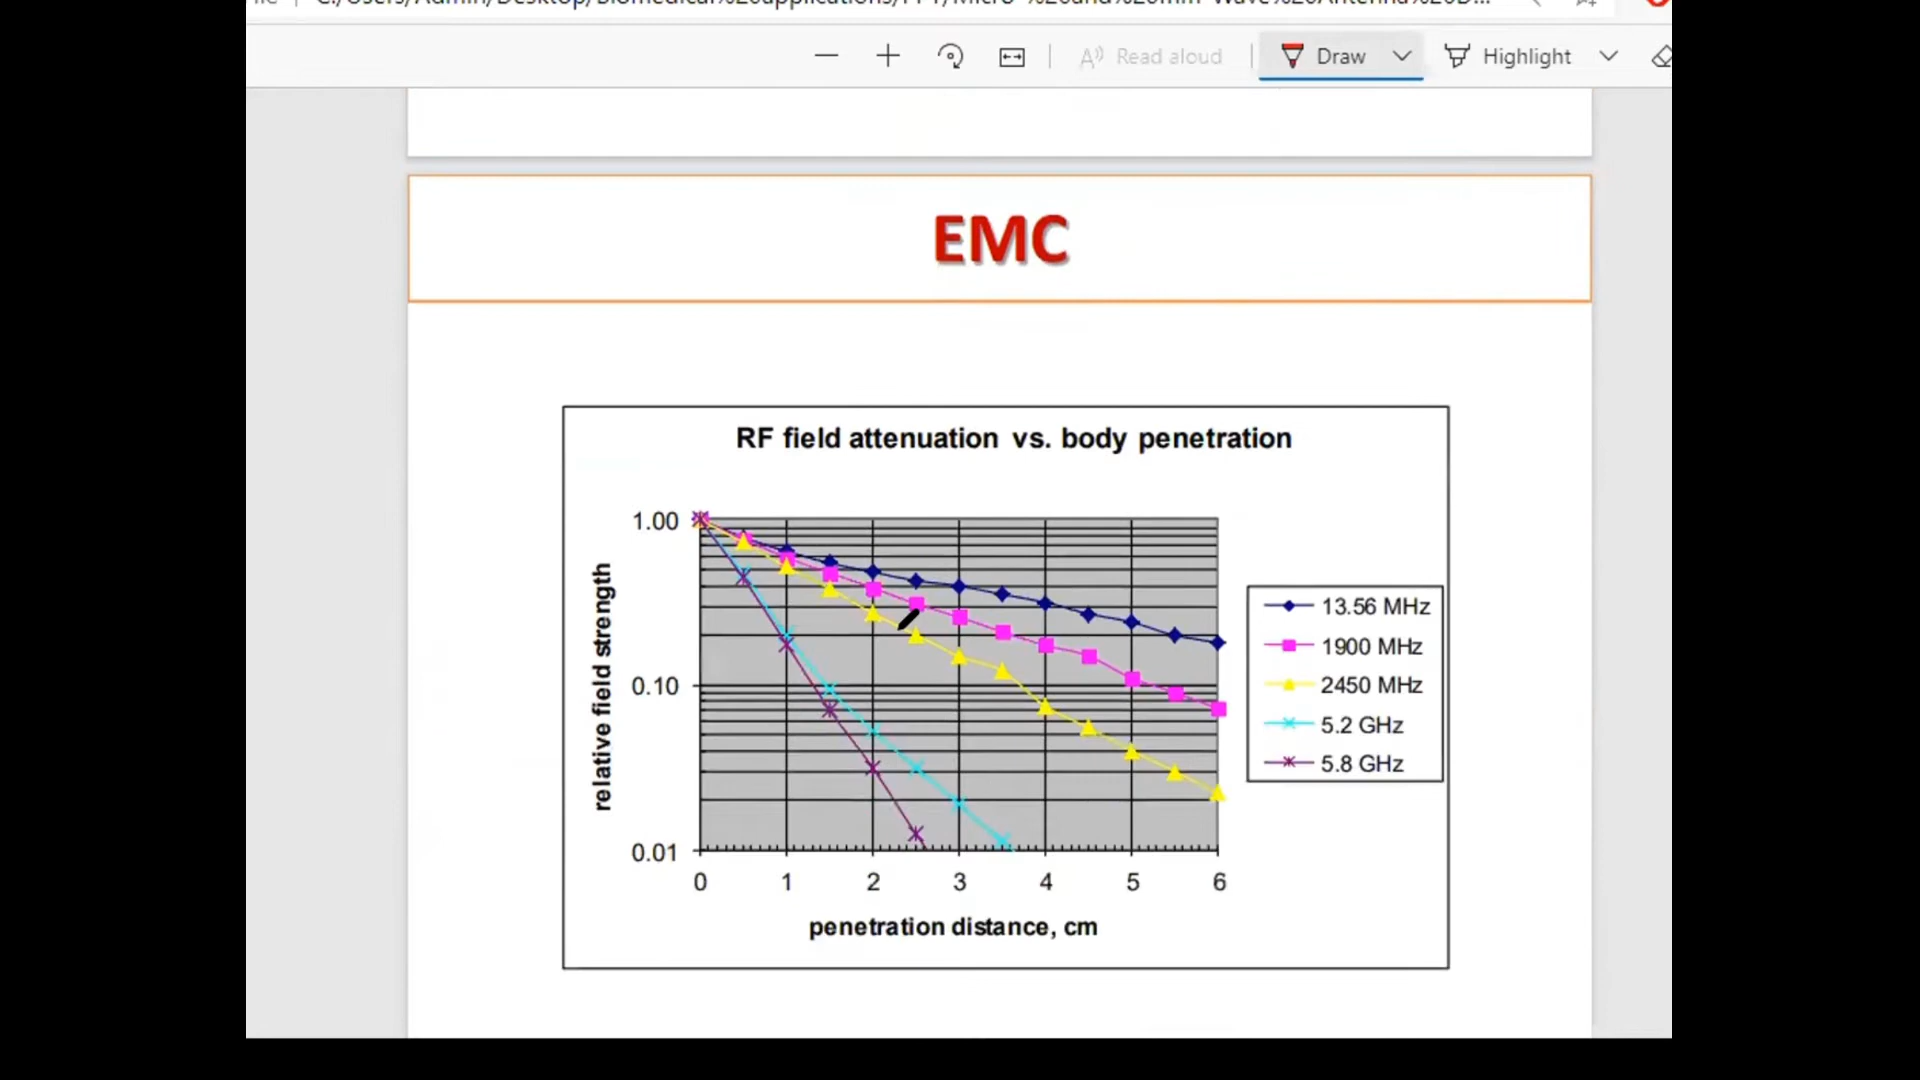 Read aloud
Draw
Highlight
EMC
RF field attenuation vs. body penetration
relative field strength
1.00
0.10
0.01
0 1 2 3 4 5 6
penetration distance, cm
13.56 MHz
1900 MHz
2450 MHz
5.2 GHz
5.8 GHz